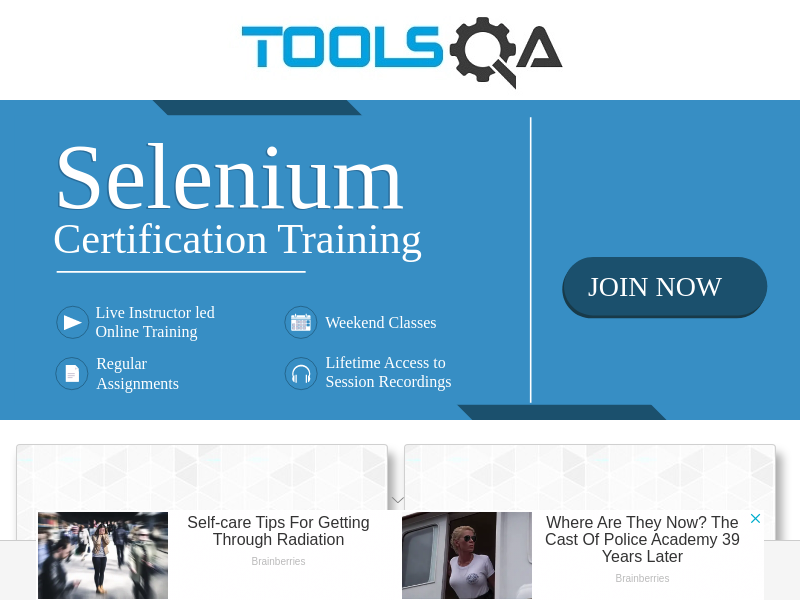 TOOLSQA
Selenium
Certification Training
Live Instructor led
Online Training
Weekend Classes
Regular
Assignments
Lifetime Access to
Session Recordings
JOIN NOW
Self-care Tips For Getting
Through Radiation
Brainberries
Where Are They Now? The
Cast Of Police Academy 39
Years Later
Brainberries